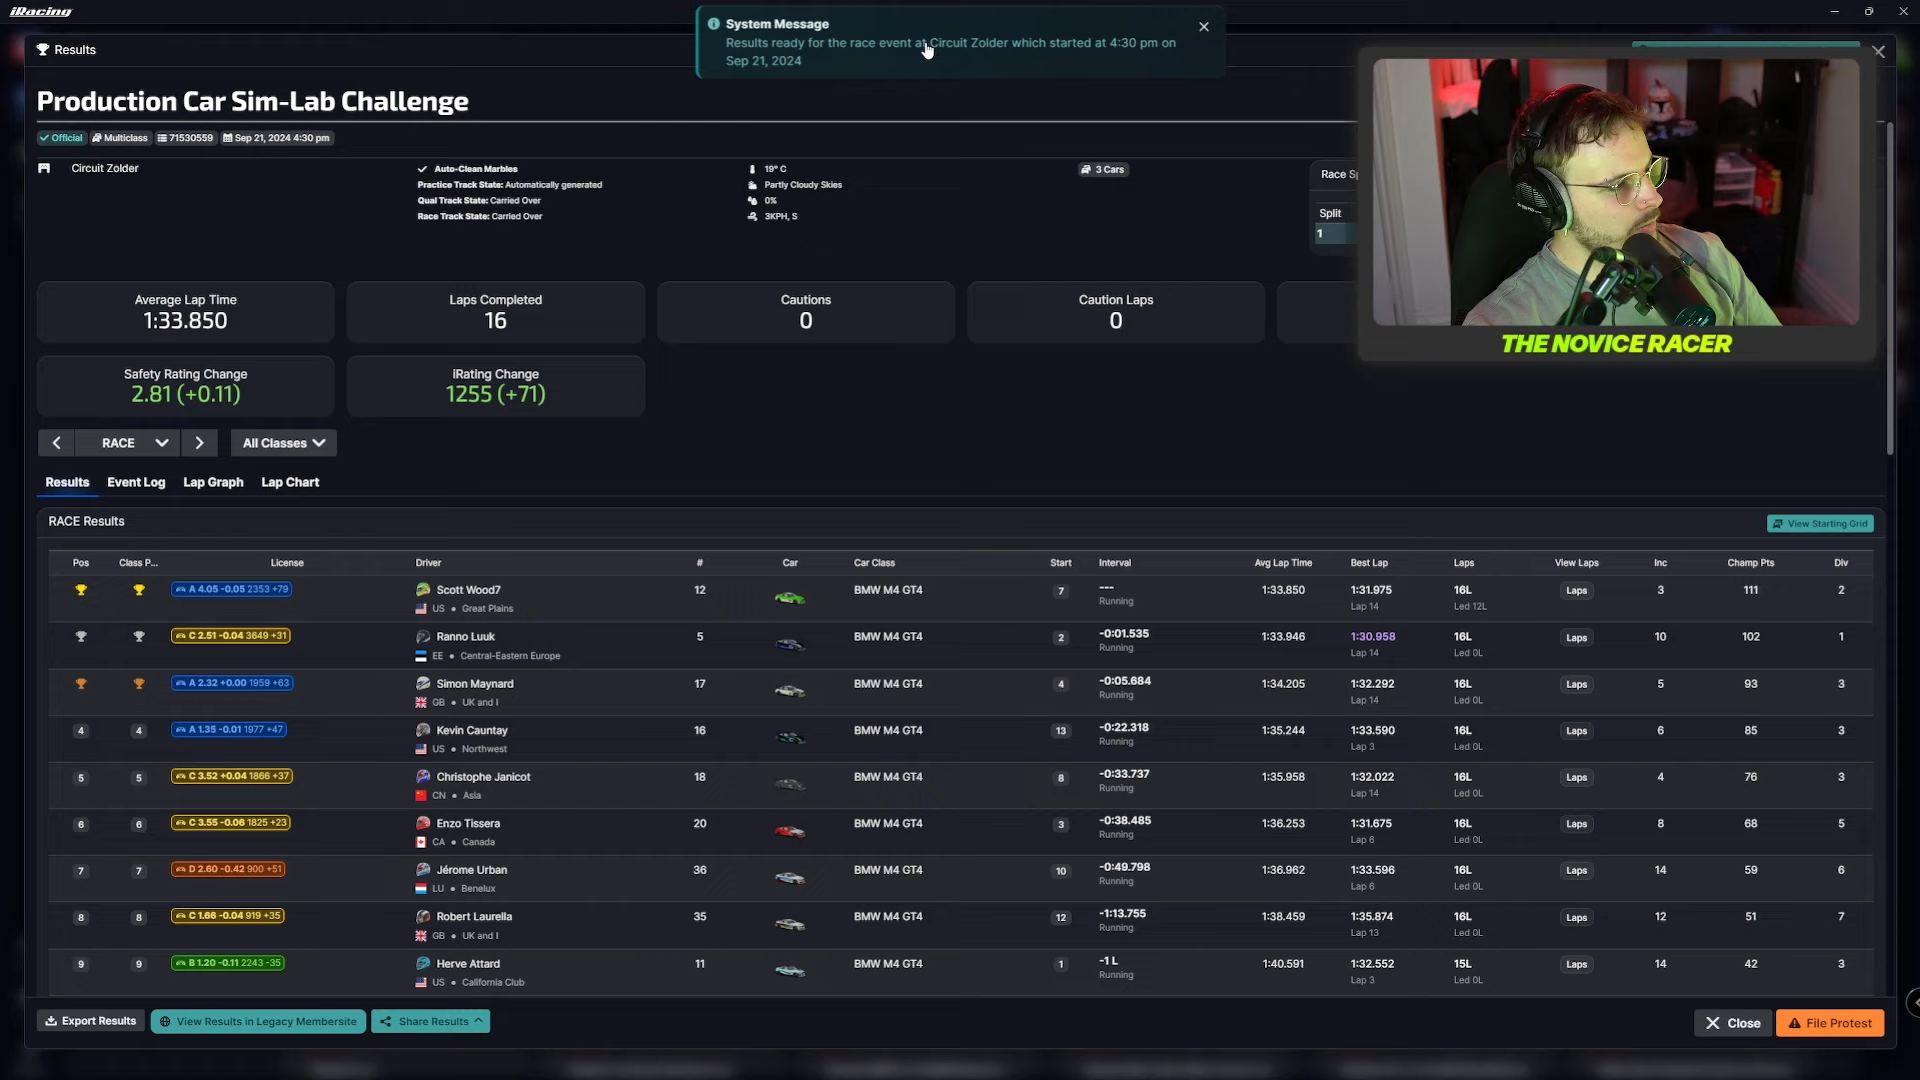 iRacing
System Message
Results ready for the race event at Circuit Zolder which started at 4:30 pm on
Sep 21, 2024
Results
Production Car Sim-Lab Challenge
Official Multiclass 71530559 Sep 21, 2024 4:30 pm
Circuit Zolder
Auto-Clean Marbles
Practice Track State: Automatically generated
Qual Track State: Carried Over
Race Track State: Carried Over
19° C
Partly Cloudy Skies
0%
3KPH, S
3 Cars
Split
1
THE NOVICE RACER
Average Lap Time
1:33.850
Laps Completed
16
Cautions
0
Caution Laps
0
Safety Rating Change
2.81 (+0.11)
iRating Change
1255 (+71)
RACE All Classes
Results Event Log Lap Graph Lap Chart
RACE Results
View Starting Grid
Pos Class P... License Driver # Car Car Class Start Interval Avg Lap Time Best Lap Laps View Laps Inc Champ Pts Div
A 4.05 -0.05 2353 +79 Scott Wood7 12 BMW M4 GT4 7 --- 1:33.850 1:31.975 16L Laps 3 111 2
US • Great Plains Running Lap 14 Led 12L
C 2.51 -0.04 3649 +31 Ranno Luuk 5 BMW M4 GT4 2 -0:01.535 1:33.946 1:30.958 16L Laps 10 102 1
EE • Central-Eastern Europe Running Lap 14 Led 0L
A 2.32 +0.00 1959 +63 Simon Maynard 17 BMW M4 GT4 4 -0:05.684 1:34.205 1:32.292 16L Laps 5 93 3
GB • UK and I Running Lap 14 Led 0L
4 4 A 1.35 -0.01 1977 +47 Kevin Cauntay 16 BMW M4 GT4 13 -0:22.318 1:35.244 1:33.590 16L Laps 6 85 3
US • Northwest Running Lap 3 Led 0L
5 5 C 3.52 +0.04 1866 +37 Christophe Janicot 18 BMW M4 GT4 8 -0:33.737 1:35.958 1:32.022 16L Laps 4 76 3
CN • Asia Running Lap 14 Led 0L
6 6 C 3.55 -0.06 1825 +23 Enzo Tissera 20 BMW M4 GT4 3 -0:38.485 1:36.253 1:31.675 16L Laps 8 68 5
CA • Canada Running Lap 6 Led 0L
7 7 D 2.60 -0.42 900 +51 Jérome Urban 36 BMW M4 GT4 10 -0:49.798 1:36.962 1:33.596 16L Laps 14 59 6
LU • Benelux Running Lap 6 Led 0L
8 8 C 1.66 -0.04 919 +35 Robert Laurella 35 BMW M4 GT4 12 -1:13.755 1:38.459 1:35.874 16L Laps 12 51 7
GB • UK and I Running Lap 13 Led 0L
9 9 B 1.20 -0.11 2243 -35 Herve Attard 11 BMW M4 GT4 1 -1 L 1:40.591 1:32.552 15L Laps 14 42 3
US • California Club Running Lap 3 Led 0L
Export Results View Results in Legacy Membersite Share Results Close File Protest